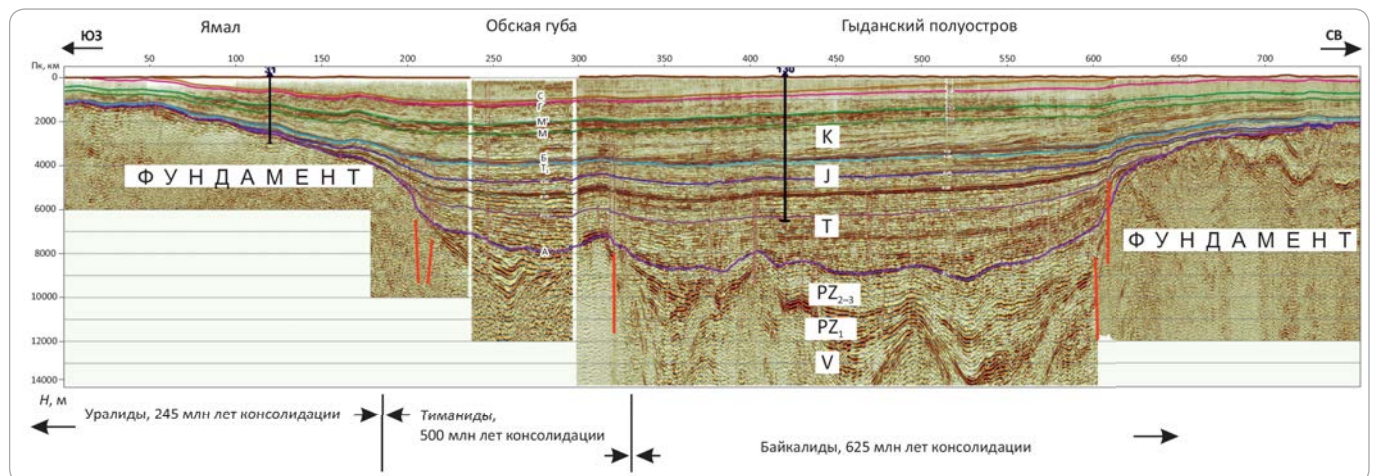 Ямал Обская губа Гыданский полуостров
ЮЗ СВ
Пк, км 50 100 150 200 250 300 350 400 450 500 550 600 650 700
0
2000
4000
6000
8000
10000
12000
14000
Н, м
С
Г
М'
М
Б
А
K
J
T
PZ₂₋₃
PZ₁
V
ФУНДАМЕНТ
ФУНДАМЕНТ
Уралиды, 245 млн лет консолидации
Тиманиды,
500 млн лет консолидации
Байкалиды, 625 млн лет консолидации